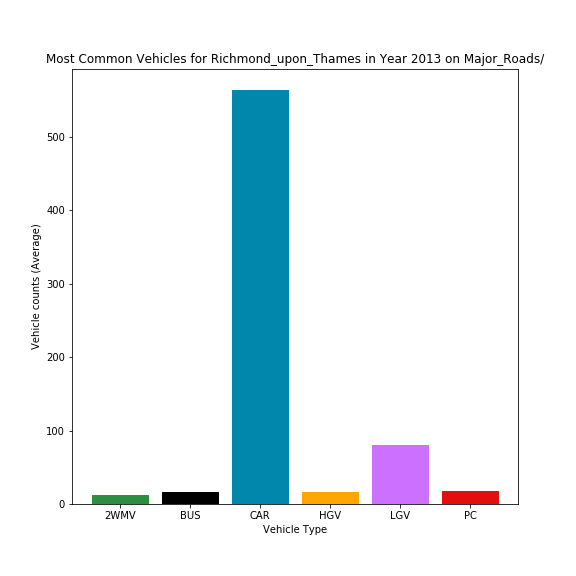 Most Common Vehicles for Richmond_upon_Thames in Year 2013 on Major_Roads/
Vehicle counts (Average)
500
400
300
200
100
0
2WMV BUS CAR HGV LGV PC
Vehicle Type